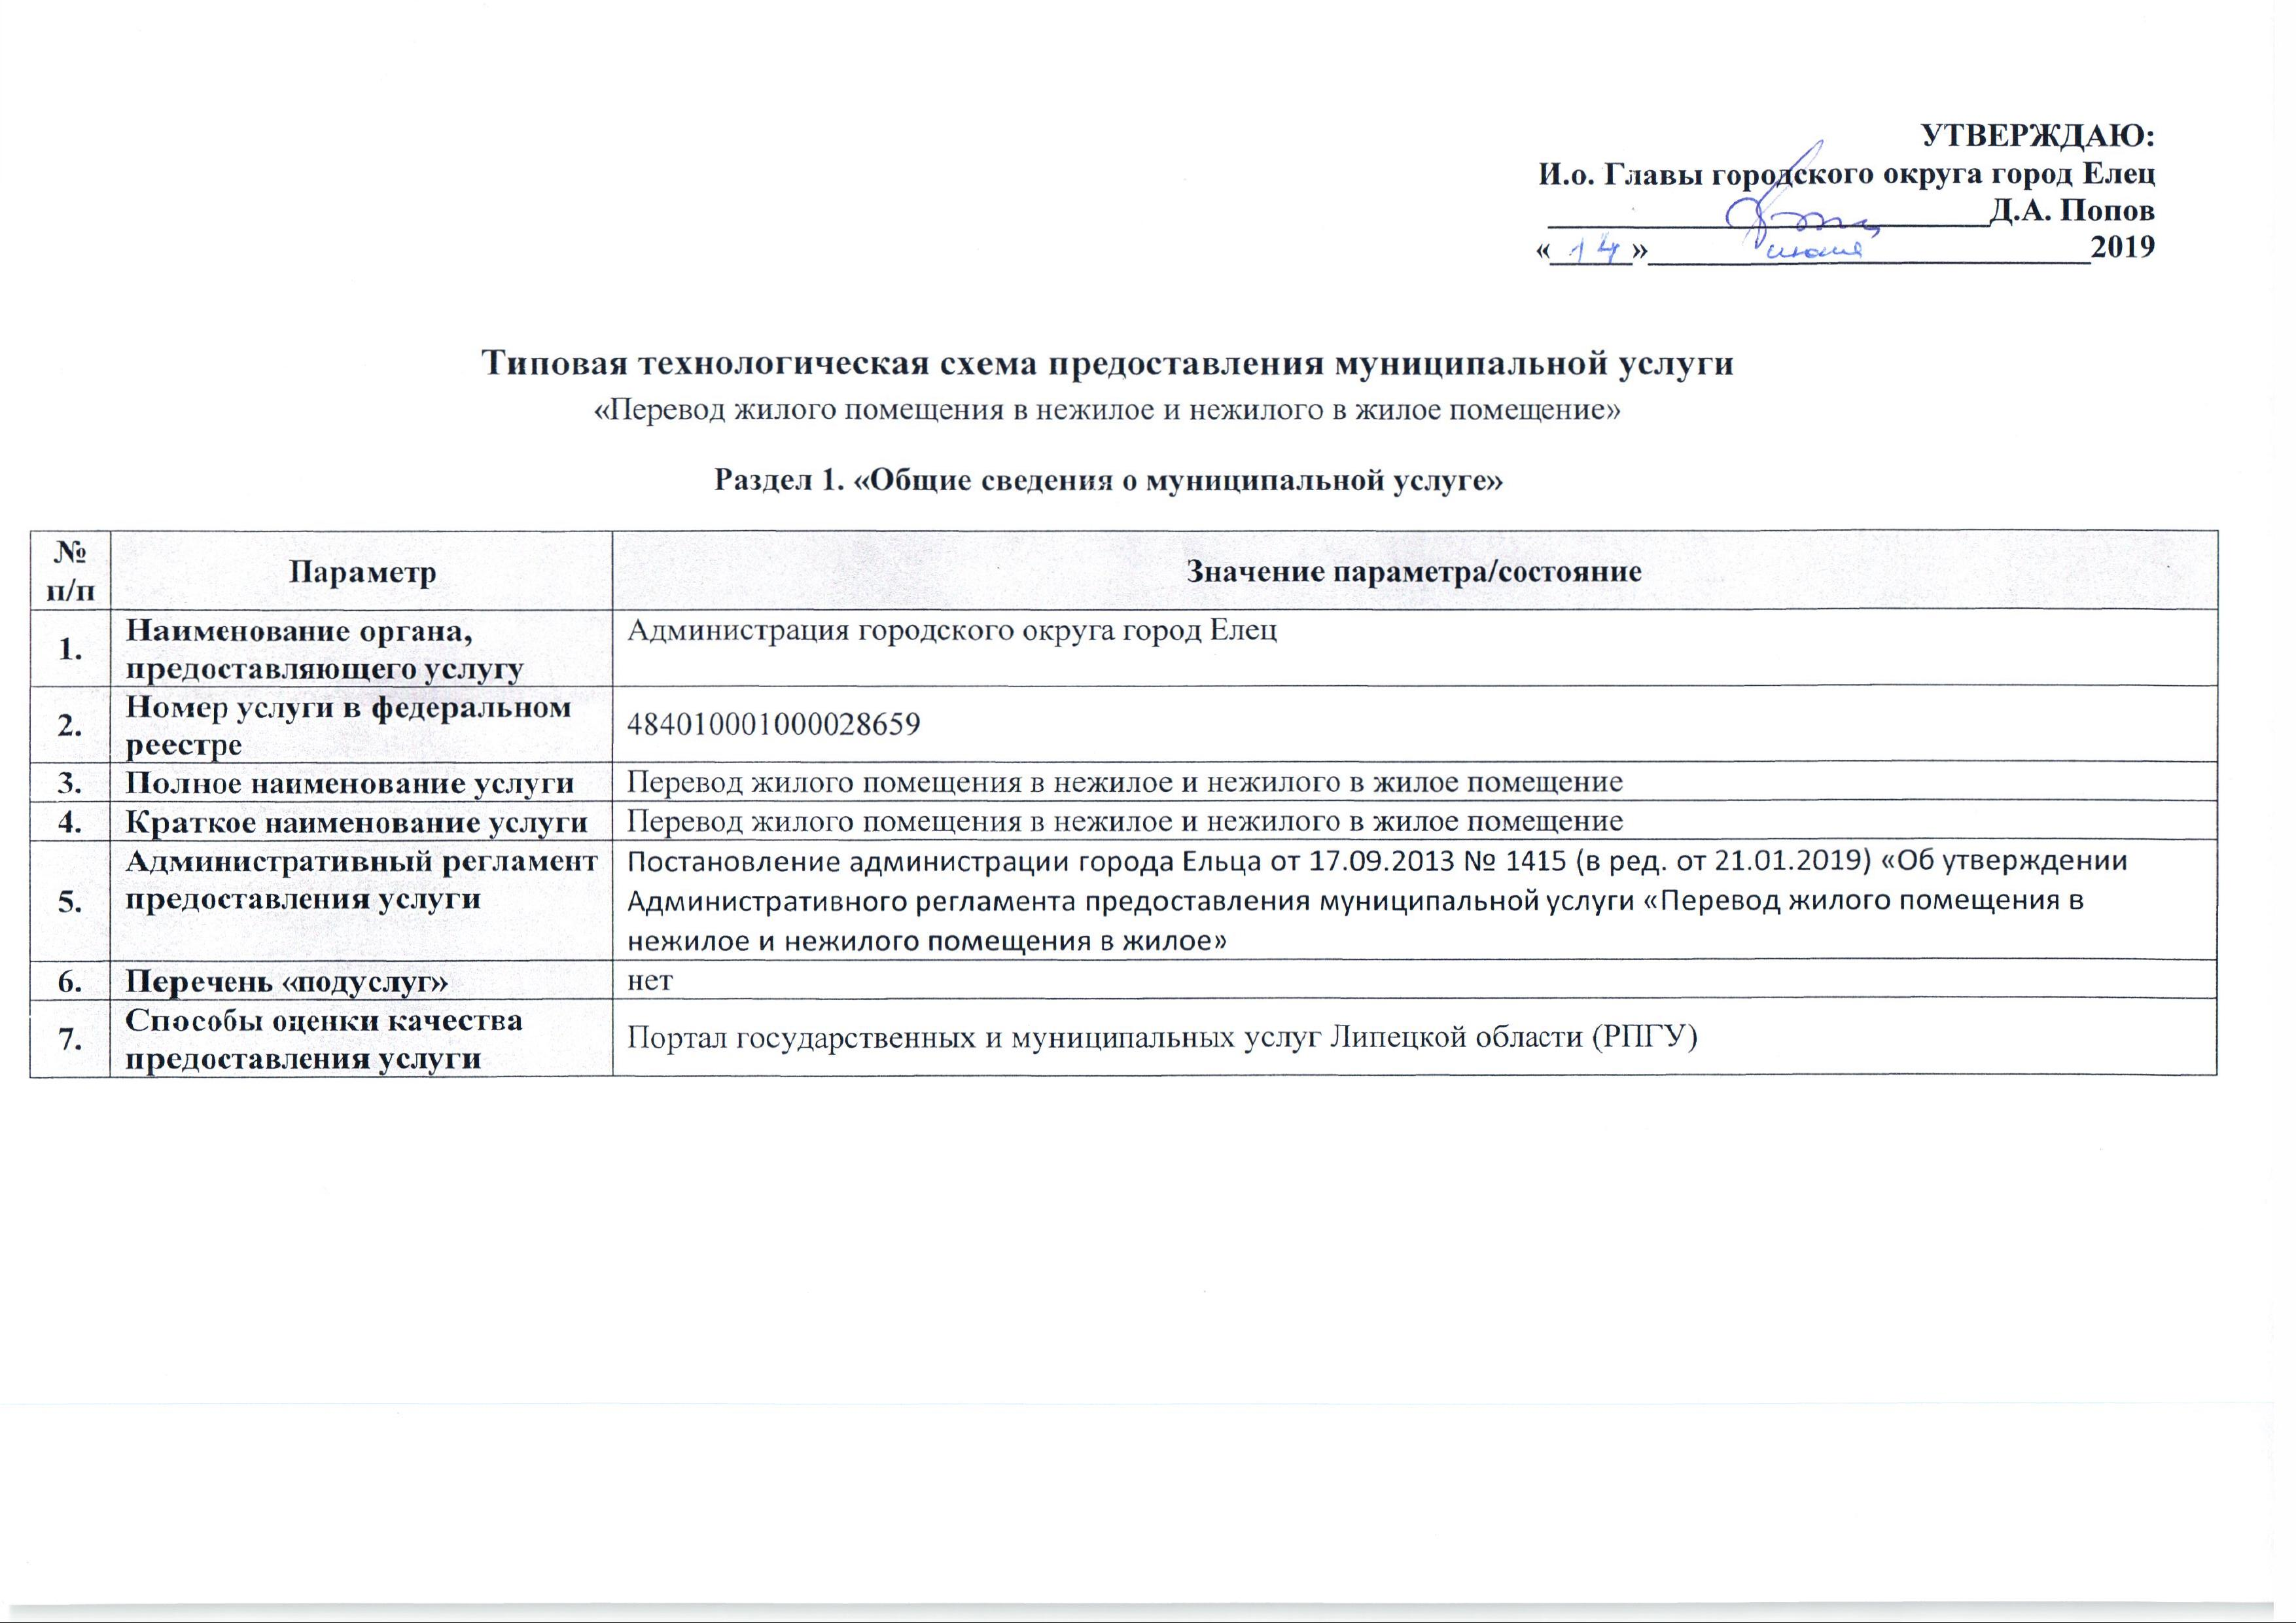 УТВЕРЖДАЮ:
И.о. Главы городского округа город Елец
Д.А. Попов
«14» 2019
Типовая технологическая схема предоставления муниципальной услуги
«Перевод жилого помещения в нежилое и нежилого в жилое помещение»
Раздел 1. «Общие сведения о муниципальной услуге»
№
п/п
Параметр
Значение параметра/состояние
1.
Наименование органа,
предоставляющего услугу
Администрация городского округа город Елец
2.
Номер услуги в федеральном
реестре
484010001000028659
3.
Полное наименование услуги
Перевод жилого помещения в нежилое и нежилого в жилое помещение
4.
Краткое наименование услуги
Перевод жилого помещения в нежилое и нежилого в жилое помещение
5.
Административный регламент
предоставления услуги
Постановление администрации города Ельца от 17.09.2013 № 1415 (в ред. от 21.01.2019) «Об утверждении
Административного регламента предоставления муниципальной услуги «Перевод жилого помещения в
нежилое и нежилого помещения в жилое»
6.
Перечень «подуслуг»
нет
7.
Способы оценки качества
предоставления услуги
Портал государственных и муниципальных услуг Липецкой области (РПГУ)